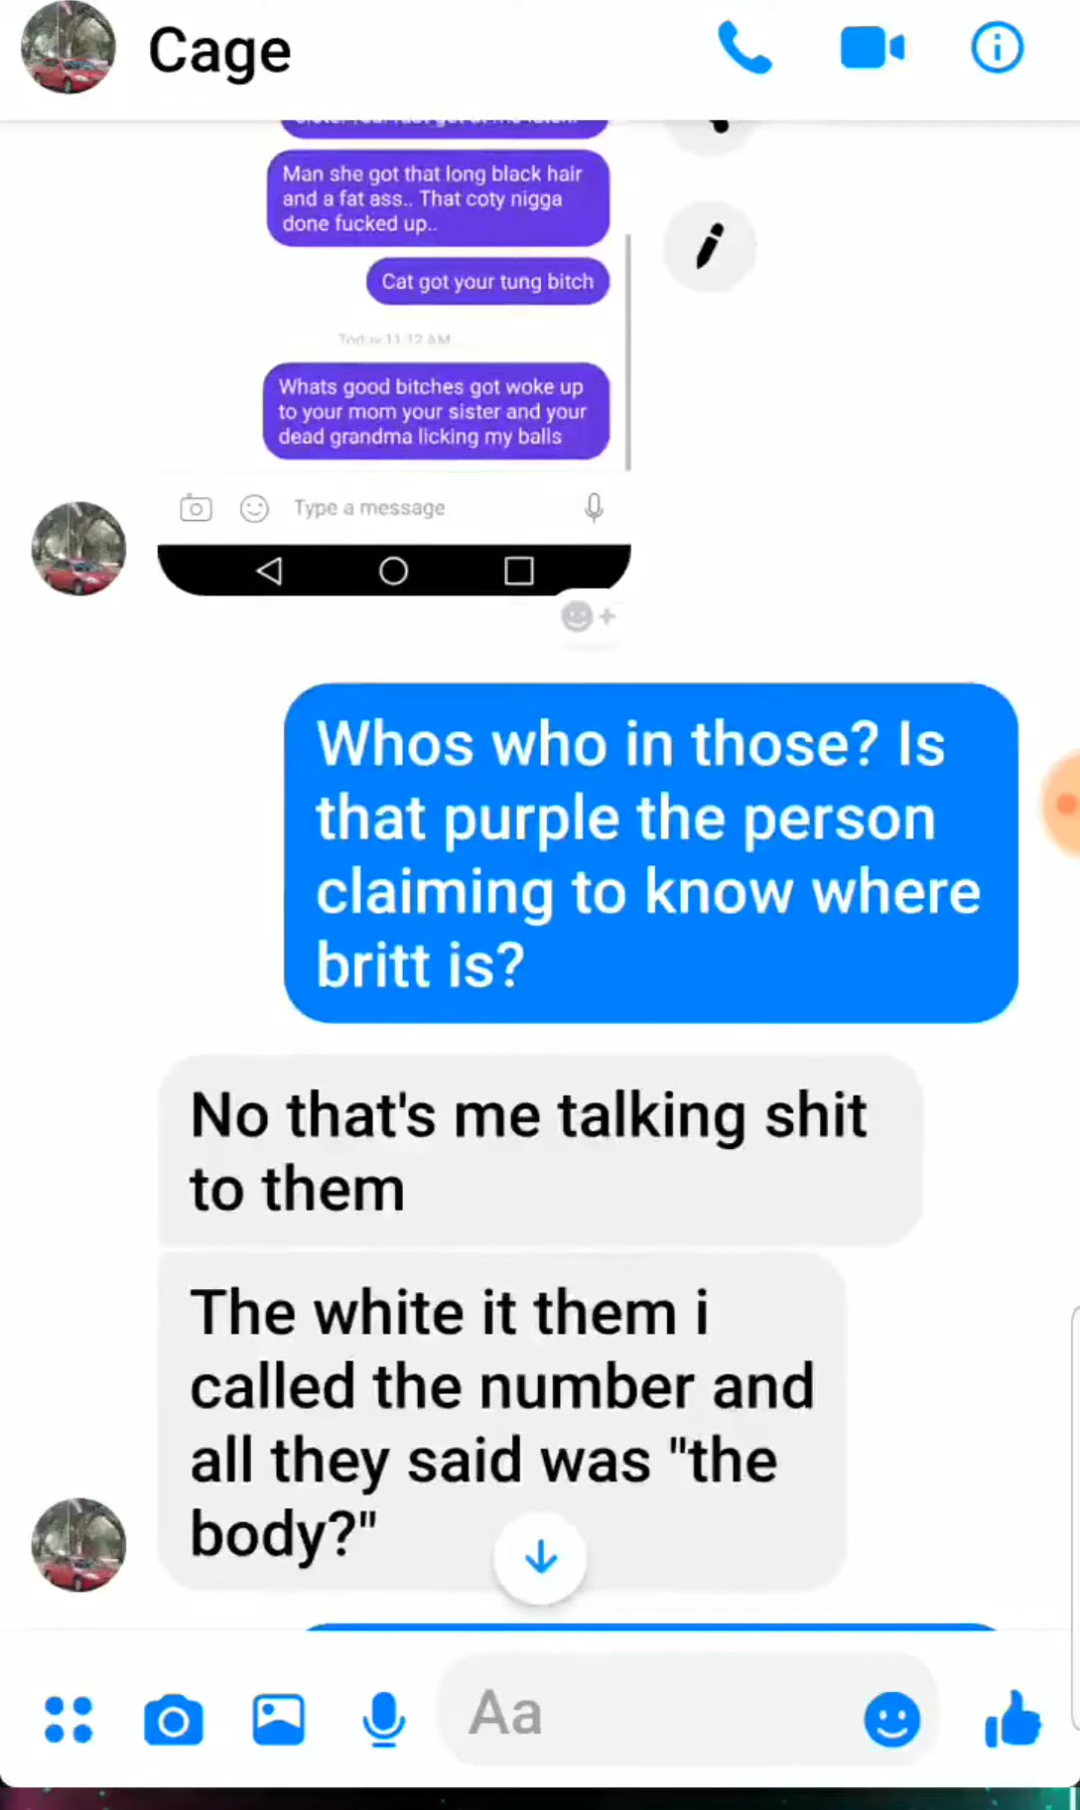 Cage
Man she got that long black hair
and a fat ass.. That coty nigga
done fucked up..
Cat got your tung bitch
Today 11:12 AM
Whats good bitches got woke up
to your mom your sister and your
dead grandma licking my balls
Type a message
Whos who in those? Is
that purple the person
claiming to know where
britt is?
No that's me talking shit
to them
The white it them i
called the number and
all they said was "the
body?"
Aa